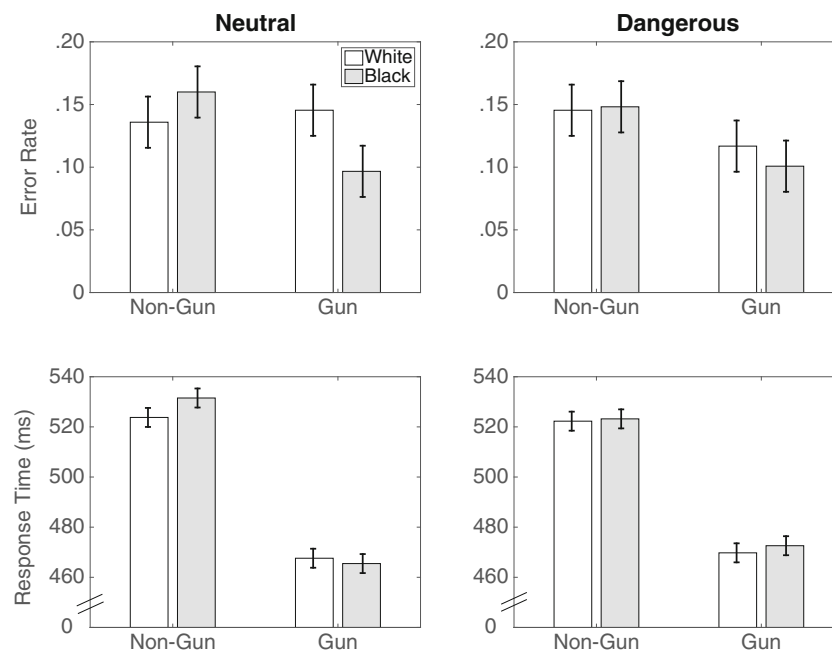 Neutral
Dangerous
.20
.15
.10
.05
0
Error Rate
White
Black
Non-Gun
Gun
Non-Gun
Gun
.20
.15
.10
.05
0
540
520
500
480
460
0
Response Time (ms)
Non-Gun
Gun
540
520
500
480
460
0
Non-Gun
Gun